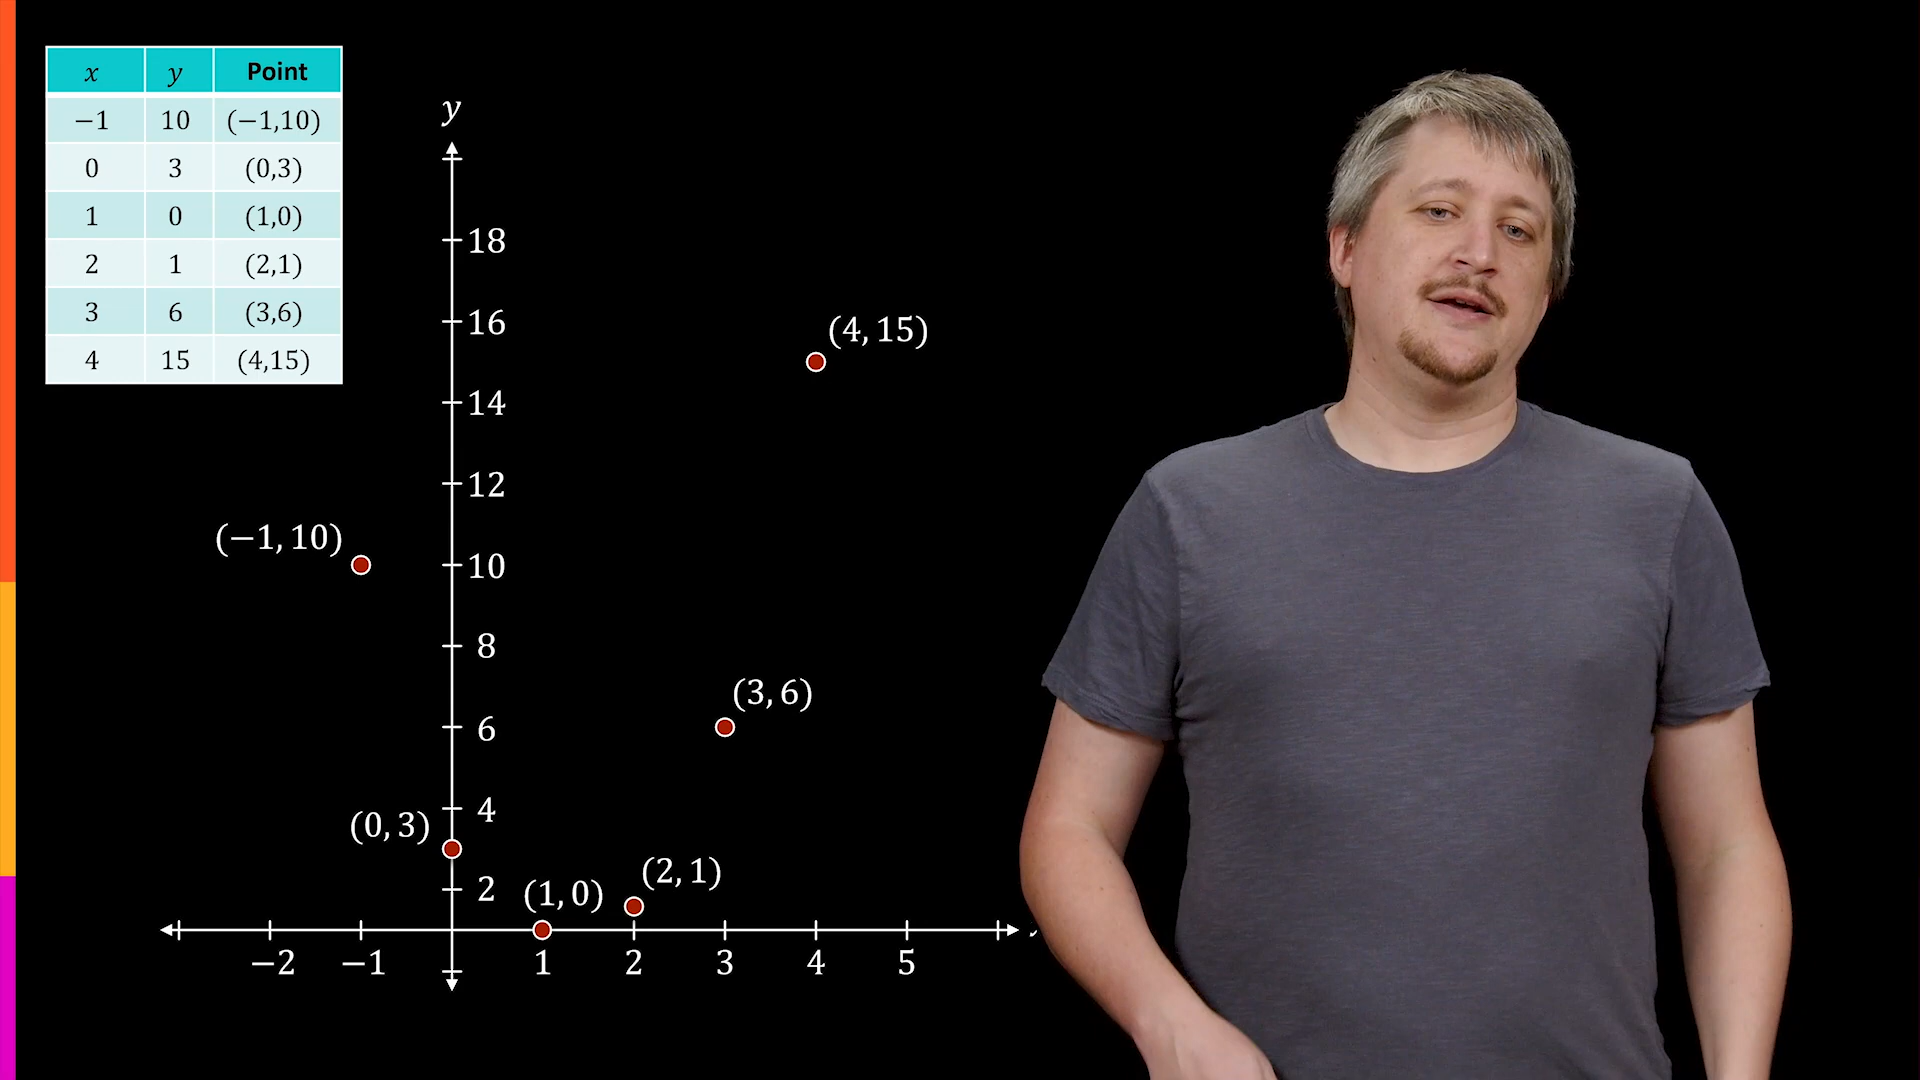 x y Point
−1 10 (−1,10)
0 3 (0,3)
1 0 (1,0)
2 1 (2,1)
3 6 (3,6)
4 15 (4,15)
y
18
16
(4, 15)
14
12
(−1, 10)
10
8
(3, 6)
6
4
(0, 3)
(2, 1)
2
(1, 0)
−2 −1 1 2 3 4 5